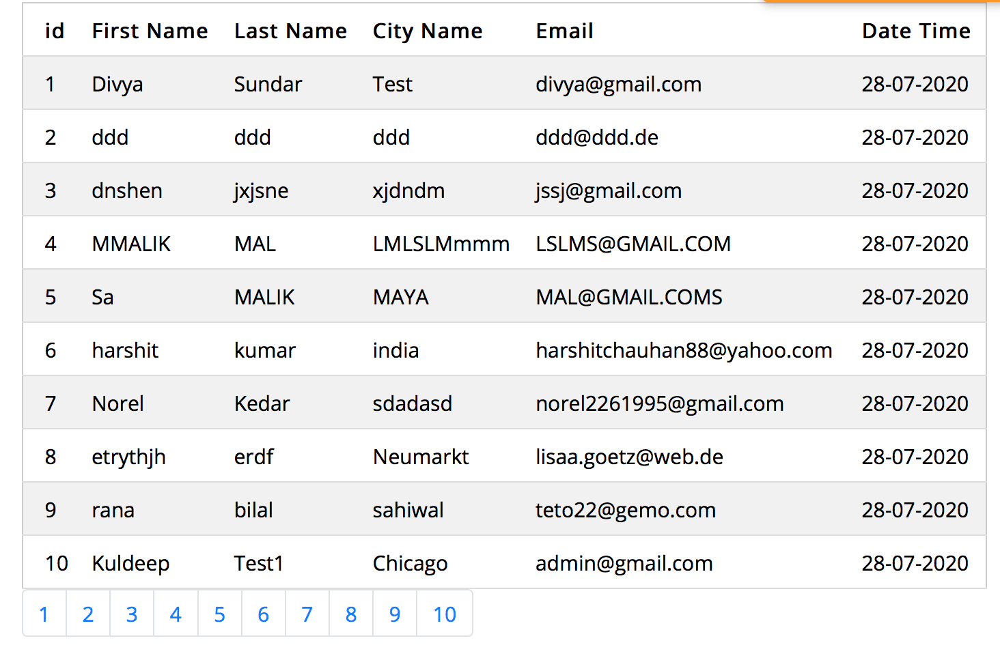 id First Name Last Name City Name Email Date Time
1 Divya Sundar Test divya@gmail.com 28-07-2020
2 ddd ddd ddd ddd@ddd.de 28-07-2020
3 dnshen jxjsne xjdndm jssj@gmail.com 28-07-2020
4 MMALIK MAL LMLSLMmmm LSLMS@GMAIL.COM 28-07-2020
5 Sa MALIK MAYA MAL@GMAIL.COMS 28-07-2020
6 harshit kumar india harshitchauhan88@yahoo.com 28-07-2020
7 Norel Kedar sdadasd norel2261995@gmail.com 28-07-2020
8 etrythjh erdf Neumarkt lisaa.goetz@web.de 28-07-2020
9 rana bilal sahiwal teto22@gemo.com 28-07-2020
10 Kuldeep Test1 Chicago admin@gmail.com 28-07-2020
1 2 3 4 5 6 7 8 9 10